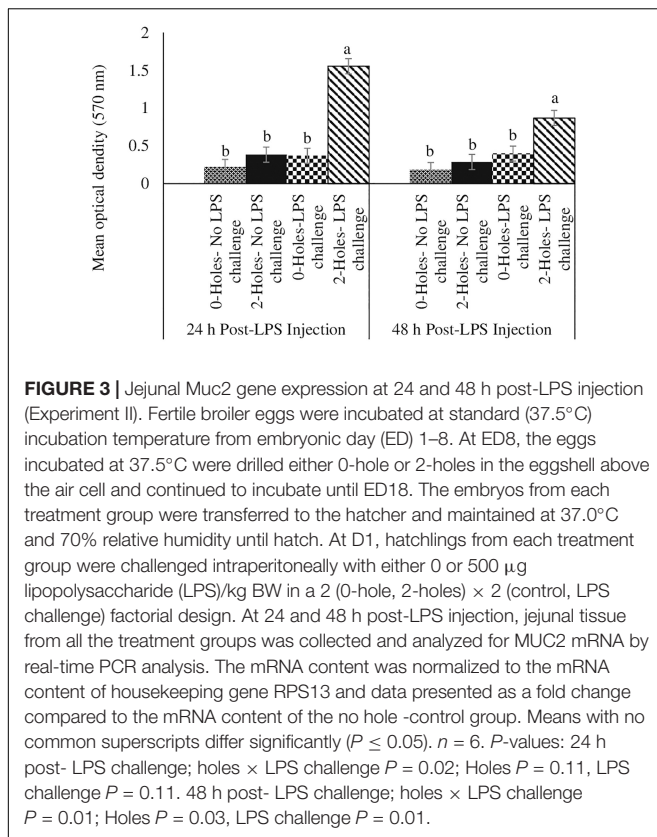 2
1.5
1
0.5
0
Mean optical dendity (570 nm)
b
b
b
a
b
b
b
a
0-Holes- No LPS challenge
2-Holes- No LPS challenge
0-Holes-LPS challenge
2-Holes- LPS challenge
0-Holes- No LPS challenge
2-Holes- No LPS challenge
0-Holes-LPS challenge
2-Holes- LPS challenge
24 h Post-LPS Injection
48 h Post-LPS Injection
FIGURE 3 | Jejunal Muc2 gene expression at 24 and 48 h post-LPS injection
(Experiment II). Fertile broiler eggs were incubated at standard (37.5°C)
incubation temperature from embryonic day (ED) 1–8. At ED8, the eggs
incubated at 37.5°C were drilled either 0-hole or 2-holes in the eggshell above
the air cell and continued to incubate until ED18. The embryos from each
treatment group were transferred to the hatcher and maintained at 37.0°C
and 70% relative humidity until hatch. At D1, hatchlings from each treatment
group were challenged intraperitoneally with either 0 or 500 μg
lipopolysaccharide (LPS)/kg BW in a 2 (0-hole, 2-holes) × 2 (control, LPS
challenge) factorial design. At 24 and 48 h post-LPS injection, jejunal tissue
from all the treatment groups was collected and analyzed for MUC2 mRNA by
real-time PCR analysis. The mRNA content was normalized to the mRNA
content of housekeeping gene RPS13 and data presented as a fold change
compared to the mRNA content of the no hole -control group. Means with no
common superscripts differ significantly (P ≤ 0.05). n = 6. P-values: 24 h
post- LPS challenge; holes × LPS challenge P = 0.02; Holes P = 0.11, LPS
challenge P = 0.11. 48 h post- LPS challenge; holes × LPS challenge
P = 0.01; Holes P = 0.03, LPS challenge P = 0.01.